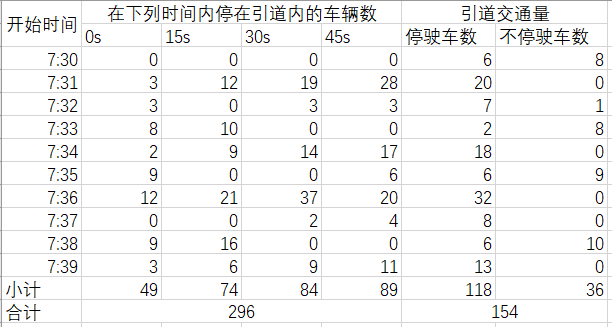 开始时间 在下列时间内停在引道内的车辆数 引道交通量
0s 15s 30s 45s 停驶车数 不停驶车数
7:30 0 0 0 0 6 8
7:31 3 12 19 28 20 0
7:32 3 0 3 3 7 1
7:33 8 10 0 0 2 8
7:34 2 9 14 17 18 0
7:35 9 0 0 6 6 9
7:36 12 21 37 20 32 0
7:37 0 0 2 4 8 0
7:38 9 16 0 0 6 10
7:39 3 6 9 11 13 0
小计 49 74 84 89 118 36
合计 296 154